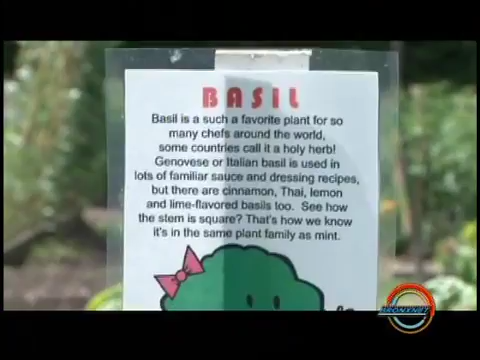 BASIL
Basil is a such a favorite plant for so
many chefs around the world,
some countries call it a holy herb!
Genovese or Italian basil is used in
lots of familiar sauce and dressing recipes,
but there are cinnamon, Thai, lemon
and lime-flavored basils too. See how
the stem is square? That's how we know
it's in the same plant family as mint.
BRONXNET